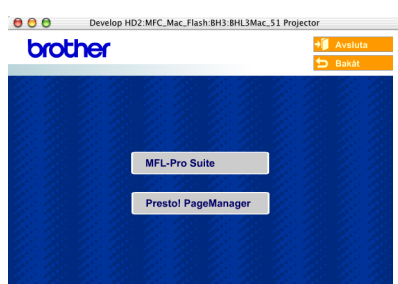 Develop HD2:MFC_Mac_Flash:BH3:BHL3Mac_51 Projector
brother
Avsluta
Bakåt
MFL-Pro Suite
Presto! PageManager